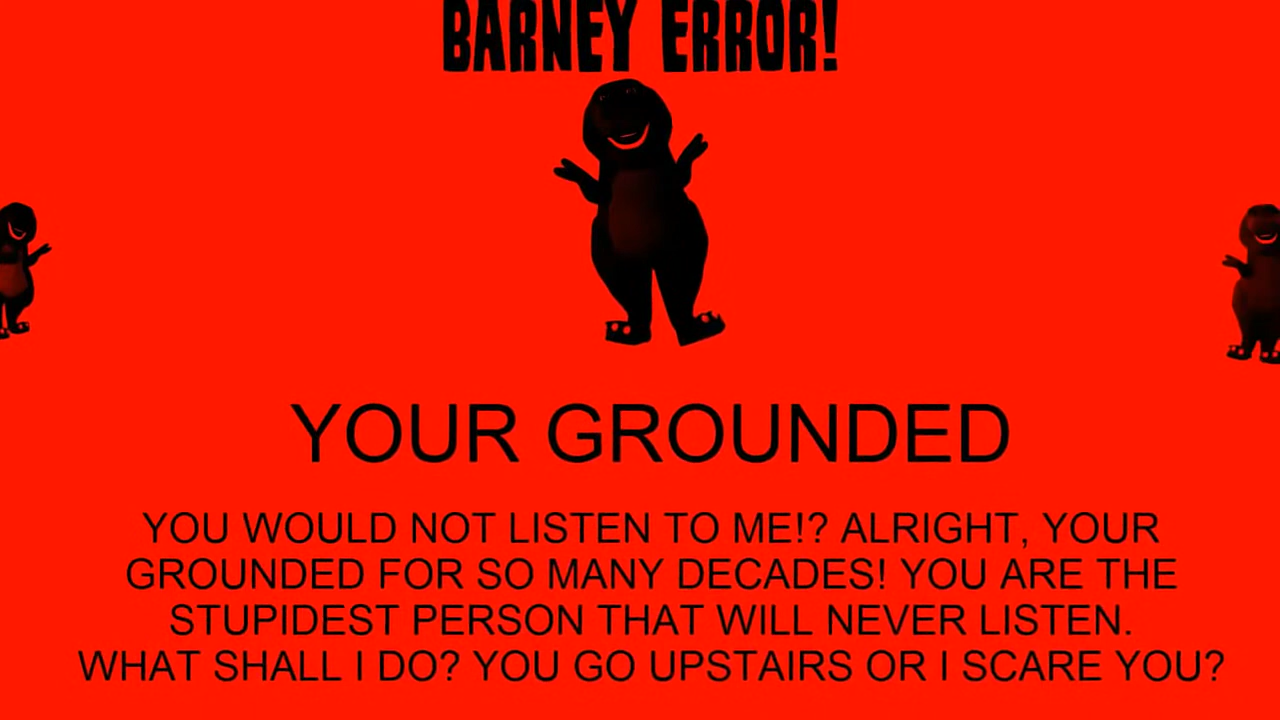 BARNEY ERROR!
YOUR GROUNDED
YOU WOULD NOT LISTEN TO ME!? ALRIGHT, YOUR
GROUNDED FOR SO MANY DECADES! YOU ARE THE
STUPIDEST PERSON THAT WILL NEVER LISTEN.
WHAT SHALL I DO? YOU GO UPSTAIRS OR I SCARE YOU?